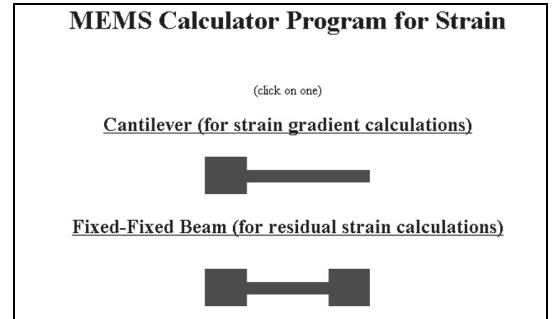 MEMS Calculator Program for Strain
(click on one)
Cantilever (for strain gradient calculations)
Fixed-Fixed Beam (for residual strain calculations)